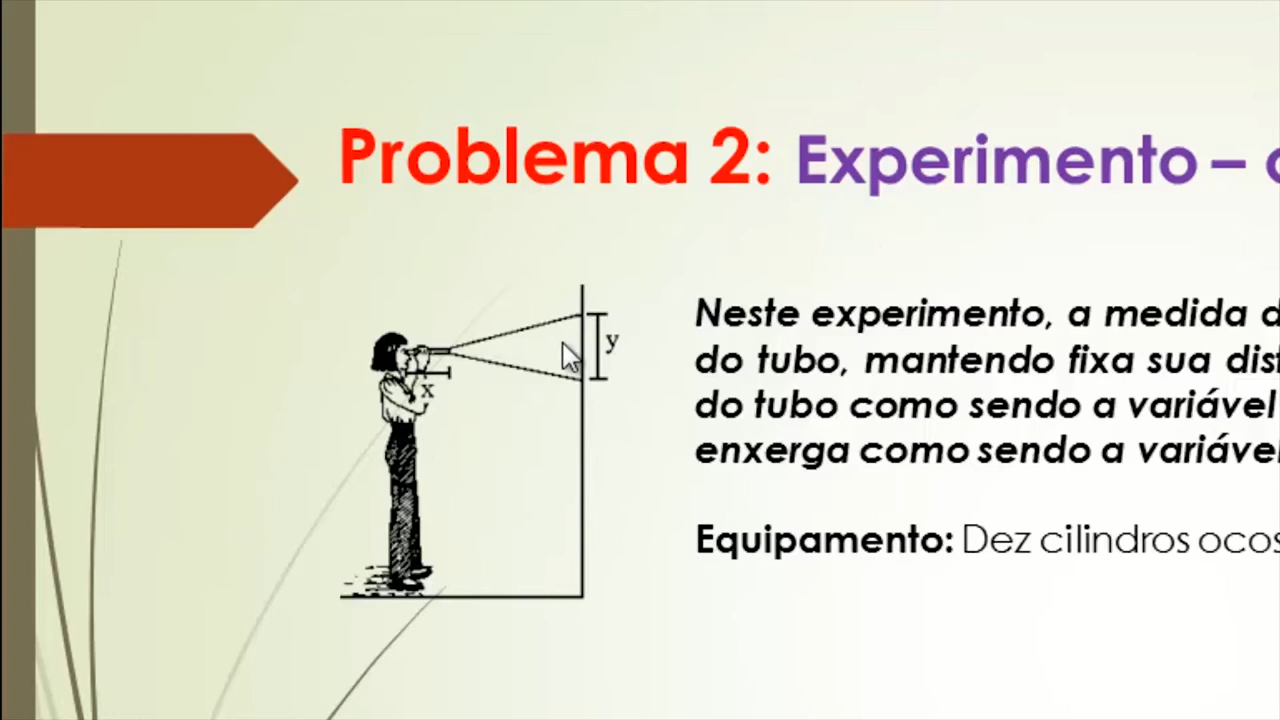 Problema 2: Experimento –
y
x
Neste experimento, a medida
do tubo, mantendo fixa sua
do tubo como sendo a variável
enxerga como sendo a
Equipamento: Dez cilindros